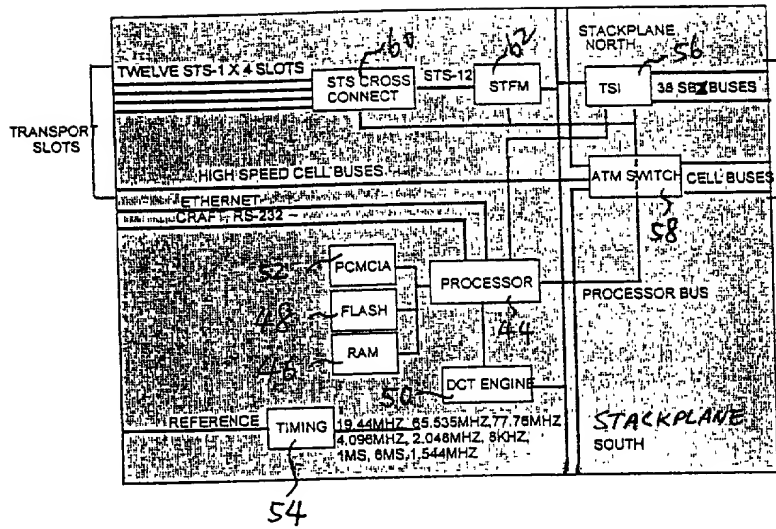 60
62
STACKPLANE
NORTH
56
TWELVE STS-1 X 4 SLOTS
STS CROSS
CONNECT
STS-12
STFM
TSI
38 SBX BUSES
TRANSPORT
SLOTS
HIGH SPEED CELL BUSES
ATM SWITCH
CELL BUSES
58
ETHERNET
CRAFT, RS-232
52
PCMCIA
PROCESSOR
PROCESSOR BUS
44
48
FLASH
46
RAM
50
DCT ENGINE
REFERENCE
TIMING
19.44MHZ, 65.535MHZ, 77.76MHZ
4.096MHZ, 2.048MHZ, 8KHZ,
1MS, 6MS, 1.544MHZ
STACKPLANE
SOUTH
54